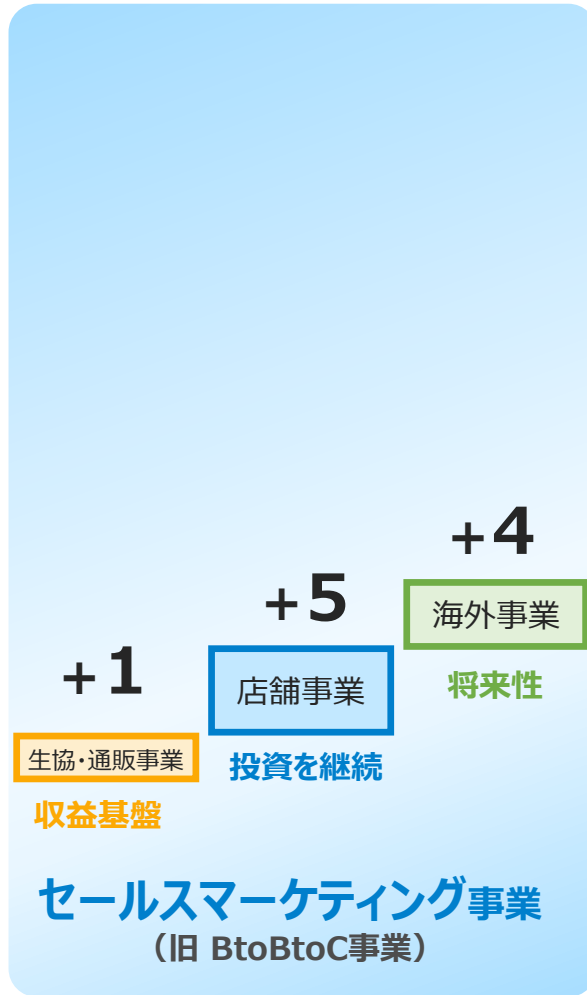 +1
生協・通販事業
収益基盤
+5
店舗事業
投資を継続
+4
海外事業
将来性
セールスマーケティング事業
（旧 BtoBtoC事業）